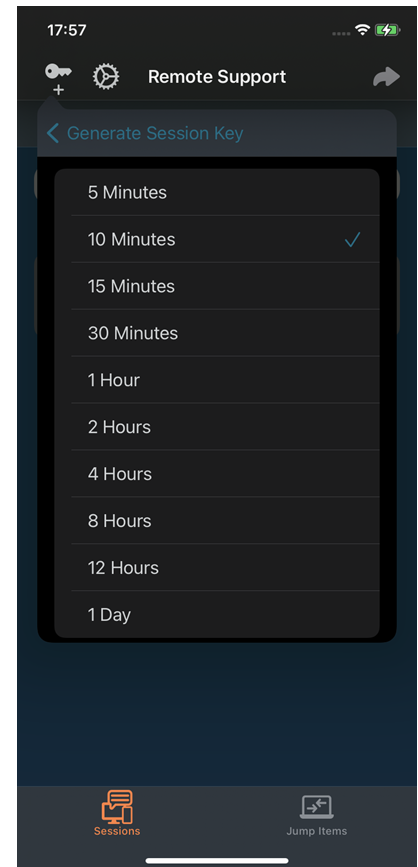 17:57
Remote Support
Generate Session Key
5 Minutes
10 Minutes
15 Minutes
30 Minutes
1 Hour
2 Hours
4 Hours
8 Hours
12 Hours
1 Day
Sessions
Jump Items